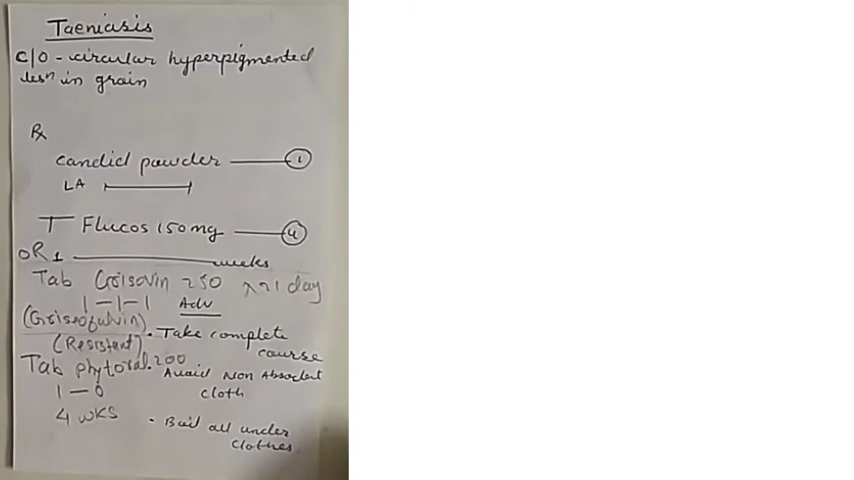 Taeniasis
c/o - circular hyperpigmented
lesn in grain
Rx
candid powder — 1
LA
T Flucos 150mg — 4
OR 1 — weeks
Tab Grisovin 250 x 21 day
1 - 1 - 1 Adv
(Griseofulvin) • Take complete
(Resistant) course
Tab phytoral 200 • Avoid Non Absorbent
1 - 0 cloth
4 wks • Boil all under
clothes.